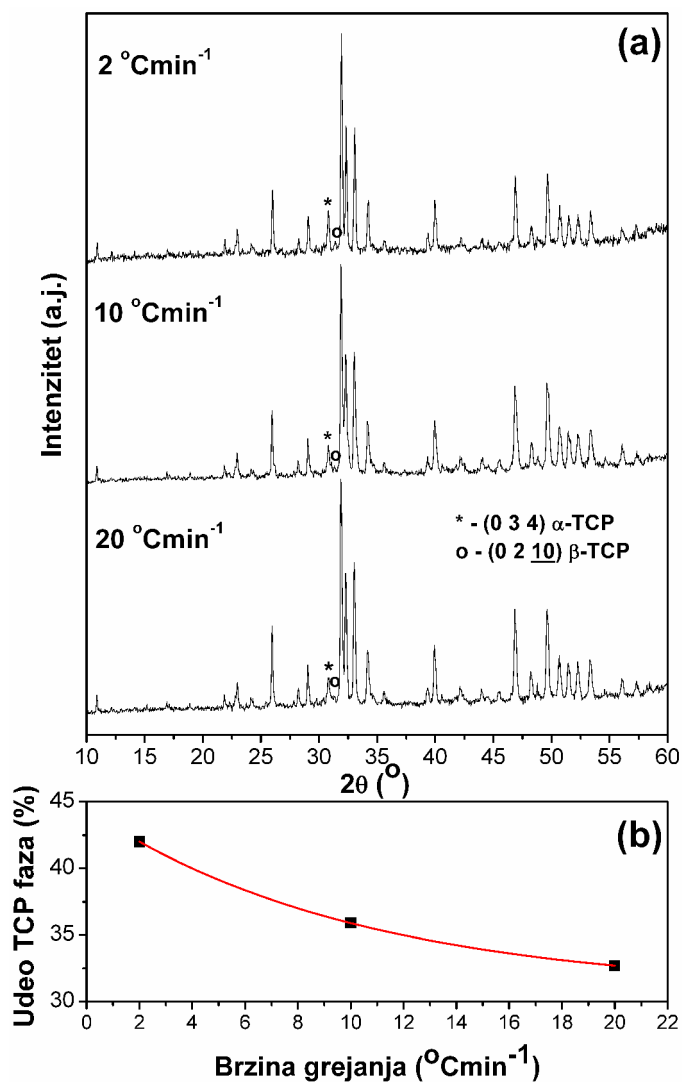 (a)
2 °Cmin⁻¹
*
o
10 °Cmin⁻¹
*
o
20 °Cmin⁻¹
* - (0 3 4) α-TCP
o - (0 2 10) β-TCP
*
o
Intenzitet (a.j.)
10 15 20 25 30 35 40 45 50 55 60
2θ (°)
(b)
45
40
35
30
Udeo TCP faza (%)
0 2 4 6 8 10 12 14 16 18 20 22
Brzina grejanja (°Cmin⁻¹)